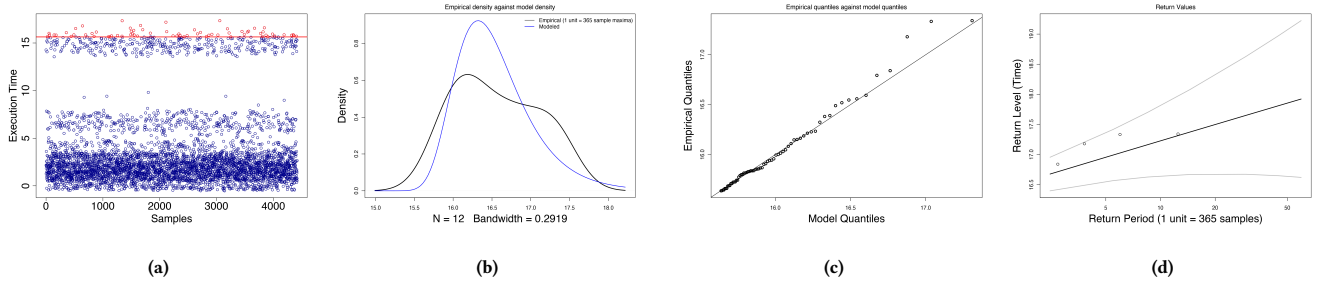 Execution Time
15
10
5
0
0
1000
2000
3000
4000
Samples
(a)
Empirical density against model density
Empirical (1 unit = 365 sample maxima)
Modeled
Density
0.8
0.6
0.4
0.2
0.0
15.0
15.5
16.0
16.5
17.0
17.5
18.0
N = 12 Bandwidth = 0.2919
(b)
Empirical quantiles against model quantiles
Empirical Quantiles
17.0
16.5
16.0
16.0
16.5
17.0
Model Quantiles
(c)
Return Values
Return Level (Time)
19.0
18.5
18.0
17.5
17.0
16.5
5
10
20
50
Return Period (1 unit = 365 samples)
(d)